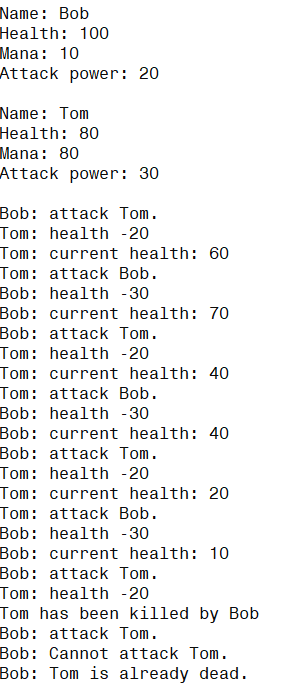 Name: Bob
Health: 100
Mana: 10
Attack power: 20
Name: Tom
Health: 80
Mana: 80
Attack power: 30
Bob: attack Tom.
Tom: health -20
Tom: current health: 60
Tom: attack Bob.
Bob: health -30
Bob: current health: 70
Bob: attack Tom.
Tom: health -20
Tom: current health: 40
Tom: attack Bob.
Bob: health -30
Bob: current health: 40
Bob: attack Tom.
Tom: health -20
Tom: current health: 20
Tom: attack Bob.
Bob: health -30
Bob: current health: 10
Bob: attack Tom.
Tom: health -20
Tom has been killed by Bob
Bob: attack Tom.
Bob: Cannot attack Tom.
Bob: Tom is already dead.